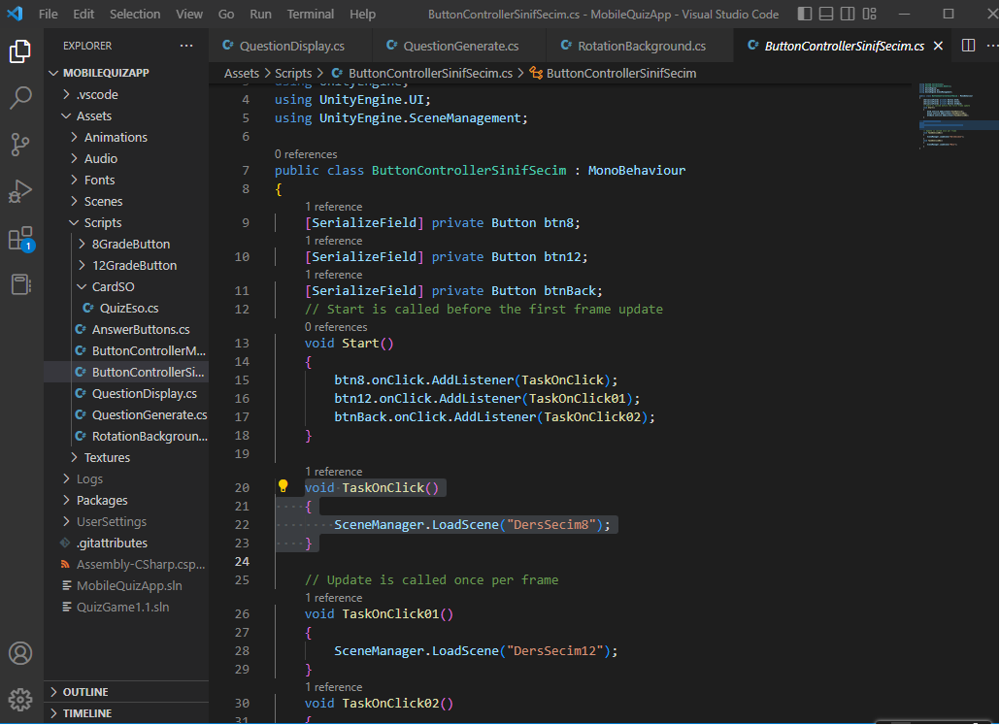 File Edit Selection View Go Run Terminal Help ButtonControllerSinifSecim.cs - MobileQuizApp - Visual Studio Code
EXPLORER
MOBILEQUIZAPP
.vscode
Assets
Animations
Audio
Fonts
Scenes
Scripts
8GradeButton
12GradeButton
CardSO
QuizEso.cs
AnswerButtons.cs
ButtonControllerM...
ButtonControllerSi...
QuestionDisplay.cs
QuestionGenerate.cs
RotationBackgroun...
Textures
Logs
Packages
UserSettings
.gitattributes
Assembly-CSharp.csp...
MobileQuizApp.sln
QuizGame1.1.sln
OUTLINE
TIMELINE
1
QuestionDisplay.cs QuestionGenerate.cs RotationBackground.cs ButtonControllerSinifSecim.cs
Assets > Scripts > ButtonControllerSinifSecim.cs > ButtonControllerSinifSecim
3 using UnityEngine;
4 using UnityEngine.UI;
5 using UnityEngine.SceneManagement;
6
0 references
7 public class ButtonControllerSinifSecim : MonoBehaviour
8 {
1 reference
9 [SerializeField] private Button btn8;
1 reference
10 [SerializeField] private Button btn12;
1 reference
11 [SerializeField] private Button btnBack;
12 // Start is called before the first frame update
0 references
13 void Start()
14 {
15 btn8.onClick.AddListener(TaskOnClick);
16 btn12.onClick.AddListener(TaskOnClick01);
17 btnBack.onClick.AddListener(TaskOnClick02);
18 }
19
1 reference
20 void TaskOnClick()
21 {
22 SceneManager.LoadScene("DersSecim8");
23 }
24
25 // Update is called once per frame
1 reference
26 void TaskOnClick01()
27 {
28 SceneManager.LoadScene("DersSecim12");
29 }
1 reference
30 void TaskOnClick02()
31 {